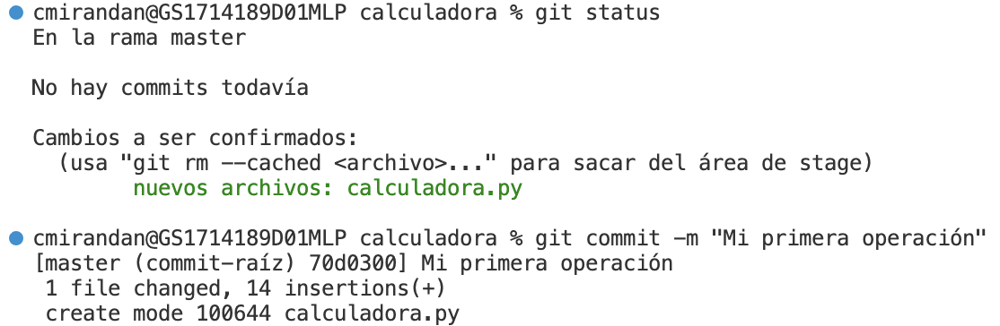 cmirandan@GS1714189D01MLP calculadora % git status
En la rama master
No hay commits todavía
Cambios a ser confirmados:
(usa "git rm --cached <archivo>..." para sacar del área de stage)
nuevos archivos: calculadora.py
cmirandan@GS1714189D01MLP calculadora % git commit -m "Mi primera operación"
[master (commit-raíz) 70d0300] Mi primera operación
1 file changed, 14 insertions(+)
create mode 100644 calculadora.py